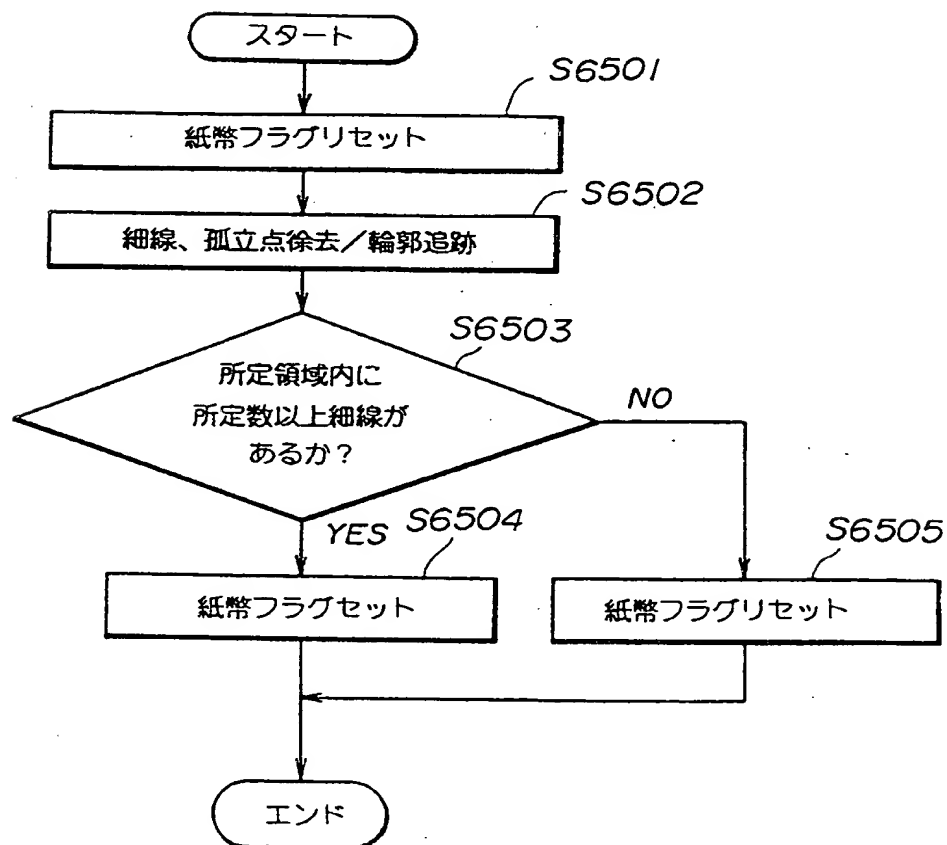 スタート
S6501
紙幣フラグリセット
S6502
細線、孤立点徐去／輪郭追跡
S6503
所定領域内に
所定数以上細線が
あるか？
NO
YES
S6504
S6505
紙幣フラグセット
紙幣フラグリセット
エンド